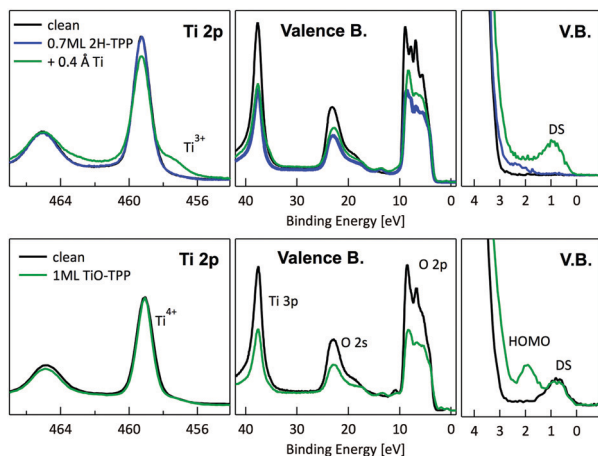 Ti 2p
clean
0.7ML 2H-TPP
+ 0.4 Å Ti
Ti3+
464 460 456
Valence B.
40 30 20 10 0
Binding Energy [eV]
V.B.
DS
4 3 2 1 0
Ti 2p
clean
1ML TiO-TPP
Ti4+
464 460 456
Valence B.
Ti 3p
O 2s
O 2p
40 30 20 10 0
Binding Energy [eV]
V.B.
HOMO
DS
4 3 2 1 0